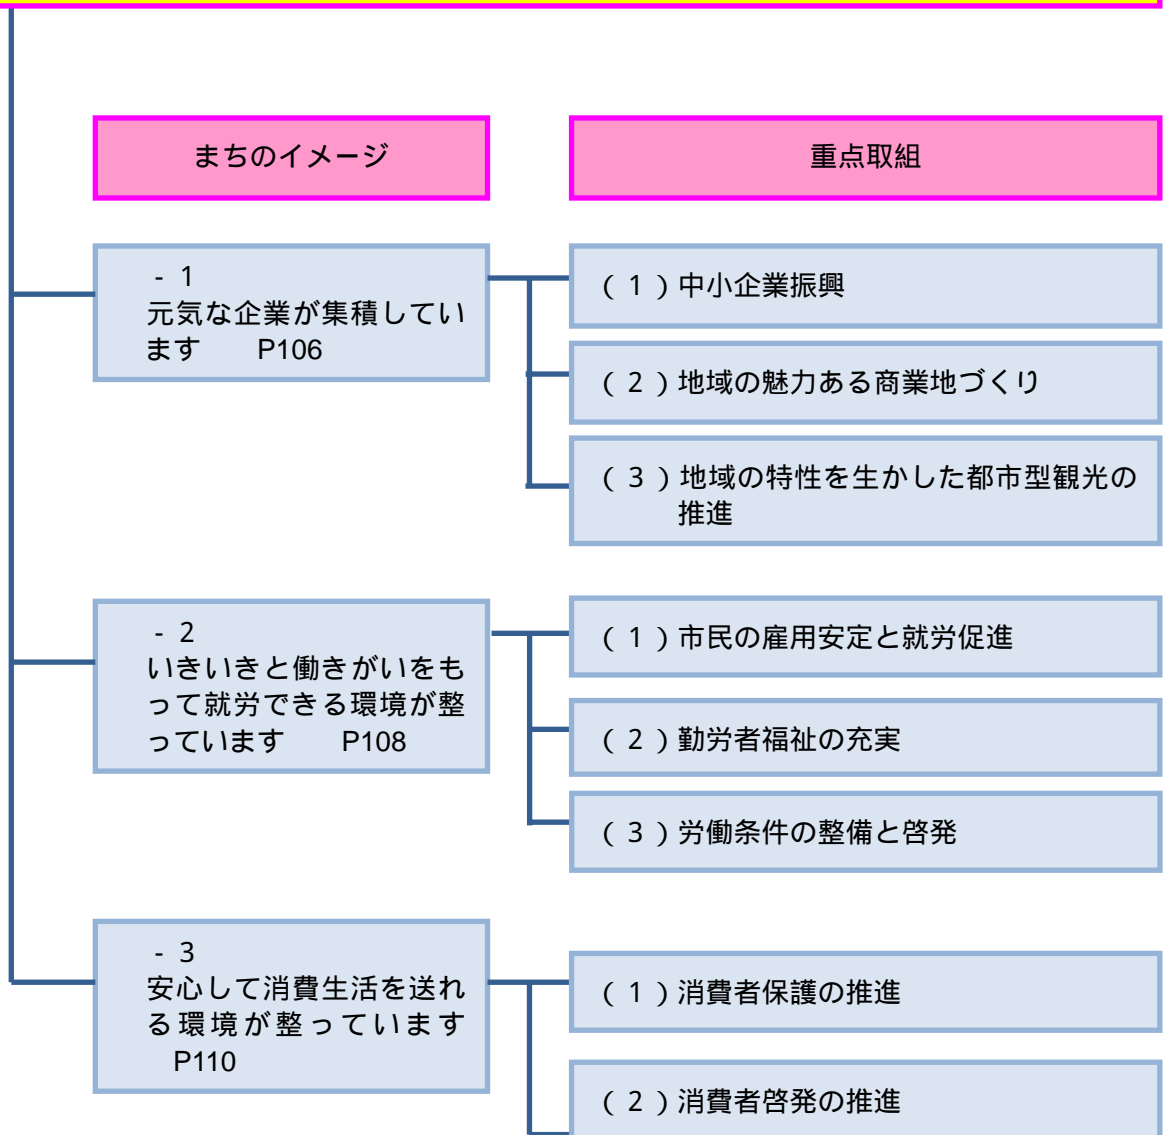 まちのイメージ
重点取組
- 1
元気な企業が集積してい
ます　　P106
(1)中小企業振興
(2)地域の魅力ある商業地づくり
(3)地域の特性を生かした都市型観光の
推進
- 2
いきいきと働きがいをも
って就労できる環境が整
っています　　P108
(1)市民の雇用安定と就労促進
(2)勤労者福祉の充実
(3)労働条件の整備と啓発
- 3
安心して消費生活を送れ
る環境が整っています
P110
(1)消費者保護の推進
(2)消費者啓発の推進